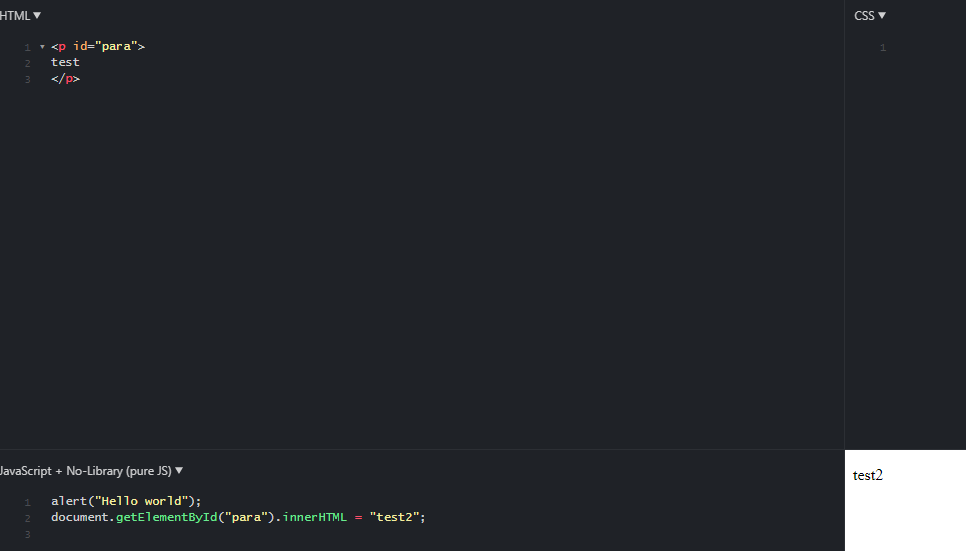 HTML ▼
CSS ▼
1 ▾ <p id="para">
2 test
3 </p>
1
JavaScript + No-Library (pure JS) ▼
1 alert("Hello world");
2 document.getElementById("para").innerHTML = "test2";
3
test2